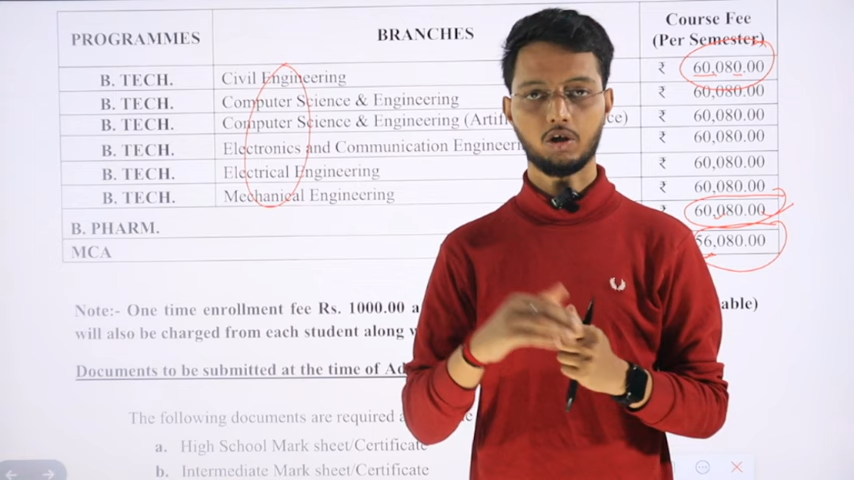 PROGRAMMES BRANCHES Course Fee
(Per Semester)
B. TECH. Civil Engineering ₹ 60,080.00
B. TECH. Computer Science & Engineering ₹ 60,080.00
B. TECH. Computer Science & Engineering (Artifi ce) ₹ 60,080.00
B. TECH. Electronics and Communication Engineeri ₹ 60,080.00
B. TECH. Electrical Engineering ₹ 60,080.00
B. TECH. Mechanical Engineering ₹ 60,080.00
B. PHARM. ₹ 60,080.00
MCA 56,080.00
Note:- One time enrollment fee Rs. 1000.00 a able)
will also be charged from each student along
Documents to be submitted at the time of Ad
The following documents are required
a. High School Mark sheet/Certificate
b. Intermediate Mark sheet/Certificate